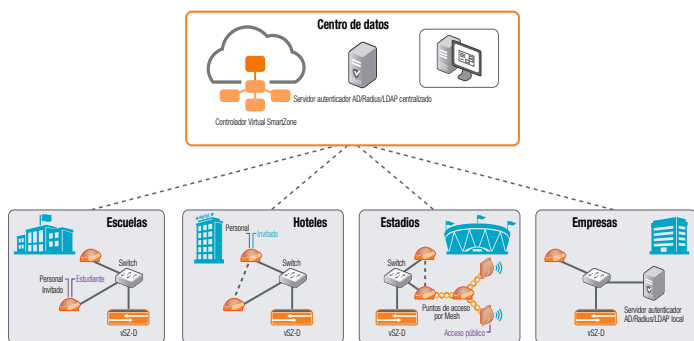 Centro de datos
Servidor autenticador AD/Radius/LDAP centralizado
Controlador Virtual SmartZone
Escuelas
Switch
Personal
Estudiante
Invitado
vSZ-D
HOTEL
Hoteles
Personal
Invitado
Switch
vSZ-D
Estadios
Switch
Puntos de acceso
por Mesh
vSZ-D
Acceso público
Empresas
Switch
Servidor autenticador
AD/Radius/LDAP local
vSZ-D